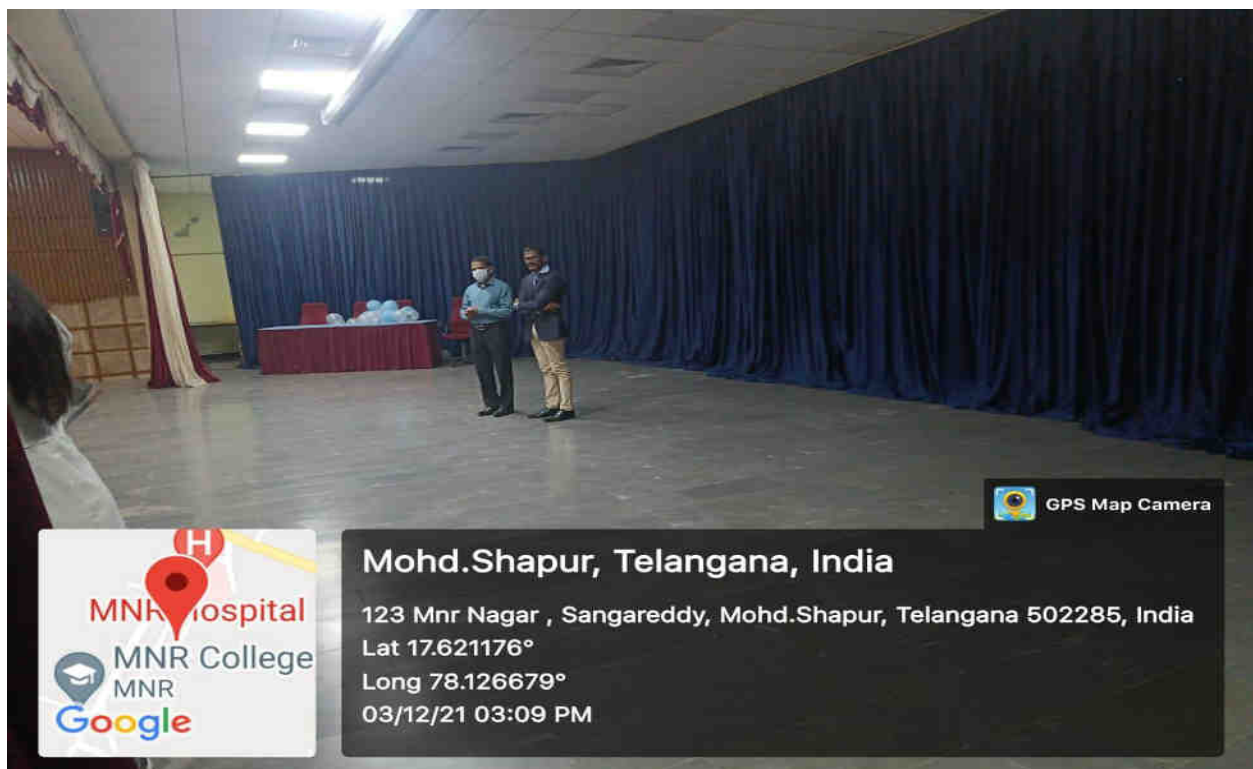 GPS Map Camera
Mohd.Shapur, Telangana, India
123 Mnr Nagar , Sangareddy, Mohd.Shapur, Telangana 502285, India
Lat 17.621176°
Long 78.126679°
03/12/21 03:09 PM
H
MNR Hospital
MNR College
MNR
Google